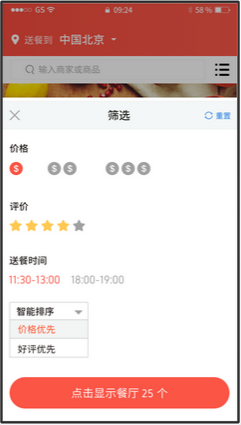 GS 09:24 58 %
送餐到 中国北京
输入商家或商品
筛选 重置
价格
$ $ $ $ $ $
评价
送餐时间
11:30-13:00 18:00-19:00
智能排序
价格优先
好评优先
点击显示餐厅 25 个